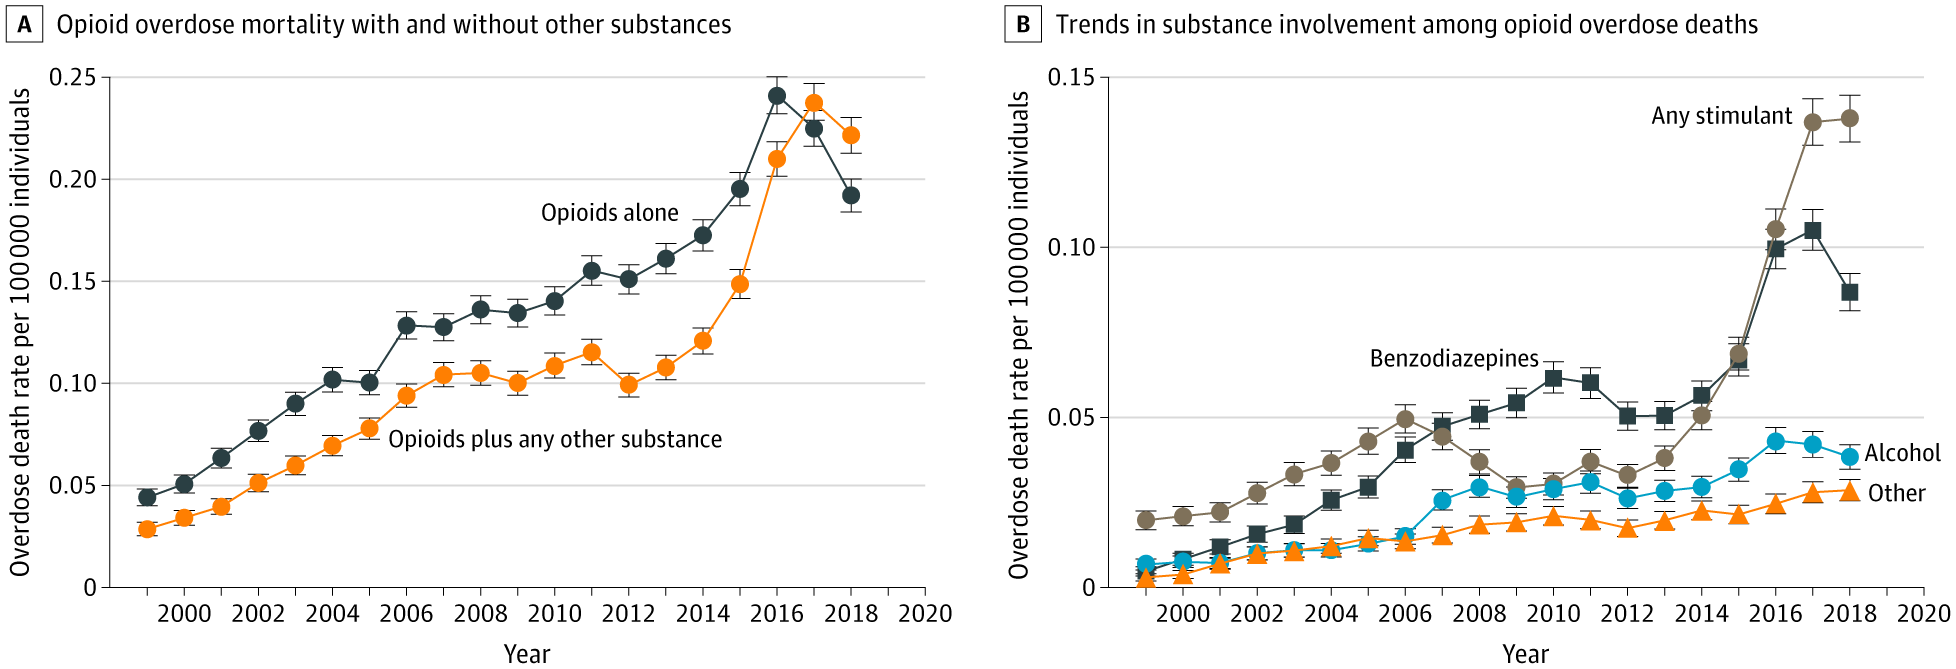 A Opioid overdose mortality with and without other substances
Overdose death rate per 100 000 individuals
0.25
0.20
0.15
0.10
0.05
0
Opioids alone
Opioids plus any other substance
2000 2002 2004 2006 2008 2010 2012 2014 2016 2018 2020
Year
B Trends in substance involvement among opioid overdose deaths
Overdose death rate per 100 000 individuals
0.15
0.10
0.05
0
Any stimulant
Benzodiazepines
Alcohol
Other
2000 2002 2004 2006 2008 2010 2012 2014 2016 2018 2020
Year